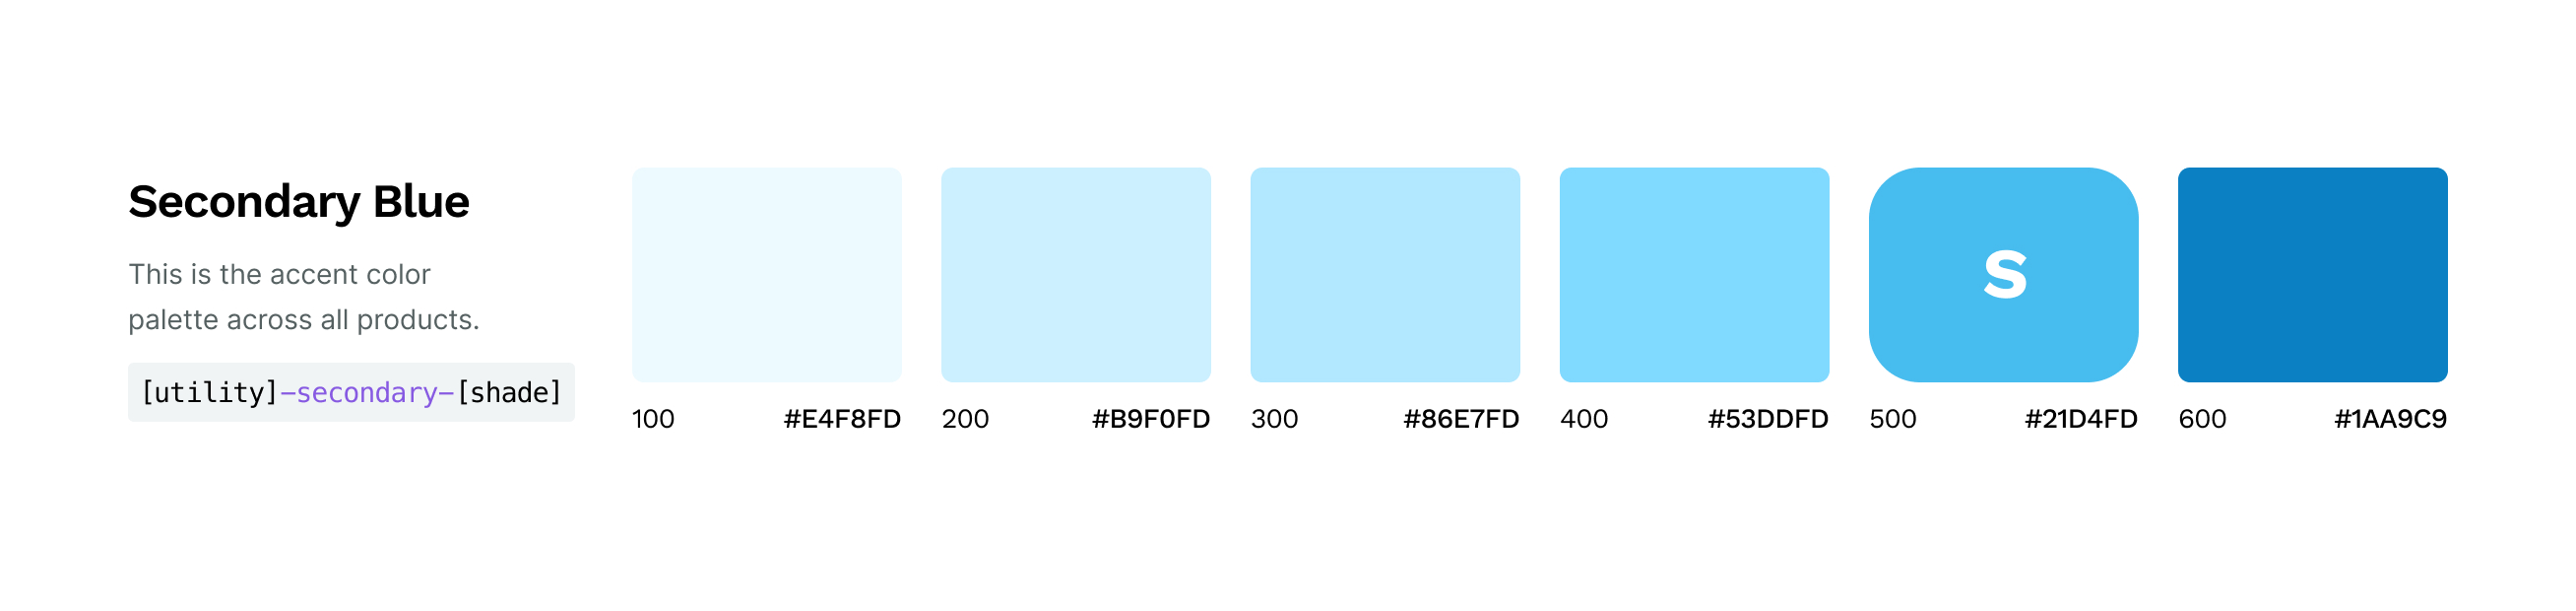 Secondary Blue
This is the accent color
palette across all products.
[utility]-secondary-[shade]
S
100 #E4F8FD
200 #B9F0FD
300 #86E7FD
400 #53DDFD
500 #21D4FD
600 #1AA9C9